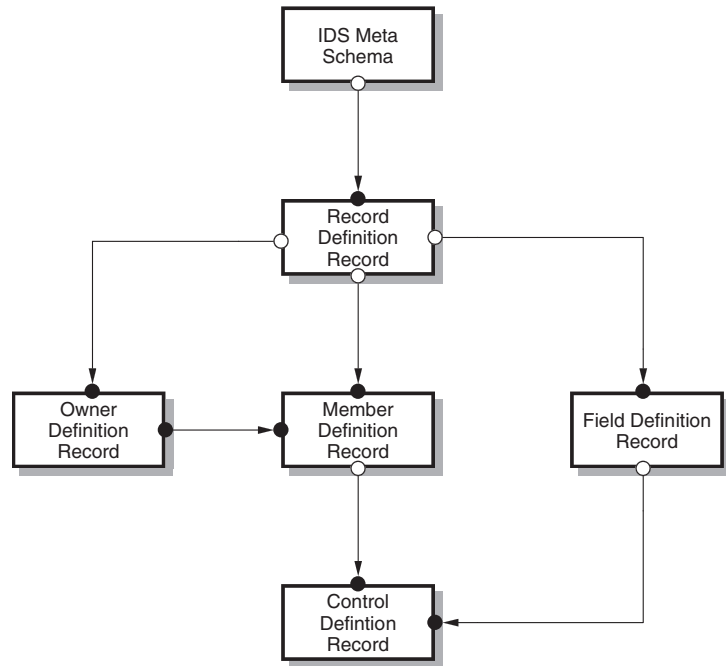 IDS Meta
Schema
Record
Definition
Record
Owner
Definition
Record
Member
Definition
Record
Field Definition
Record
Control
Defintion
Record